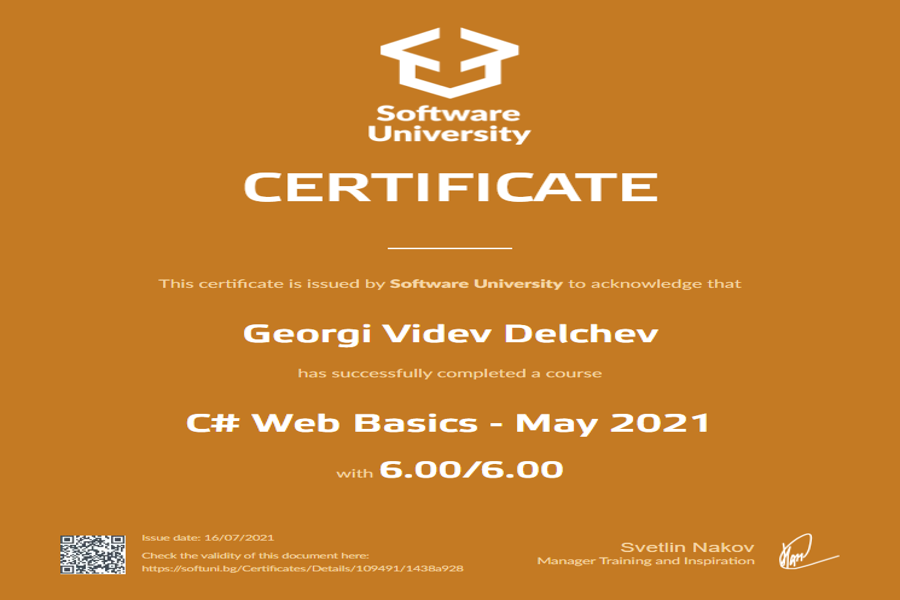 Software
University
CERTIFICATE
This certificate is issued by Software University to acknowledge that
Georgi Videv Delchev
has successfully completed a course
C# Web Basics - May 2021
with 6.00/6.00
Issue date: 16/07/2021
Check the validity of this document here:
https://softuni.bg/Certificates/Details/109491/1438a928
Svetlin Nakov
Manager Training and Inspiration